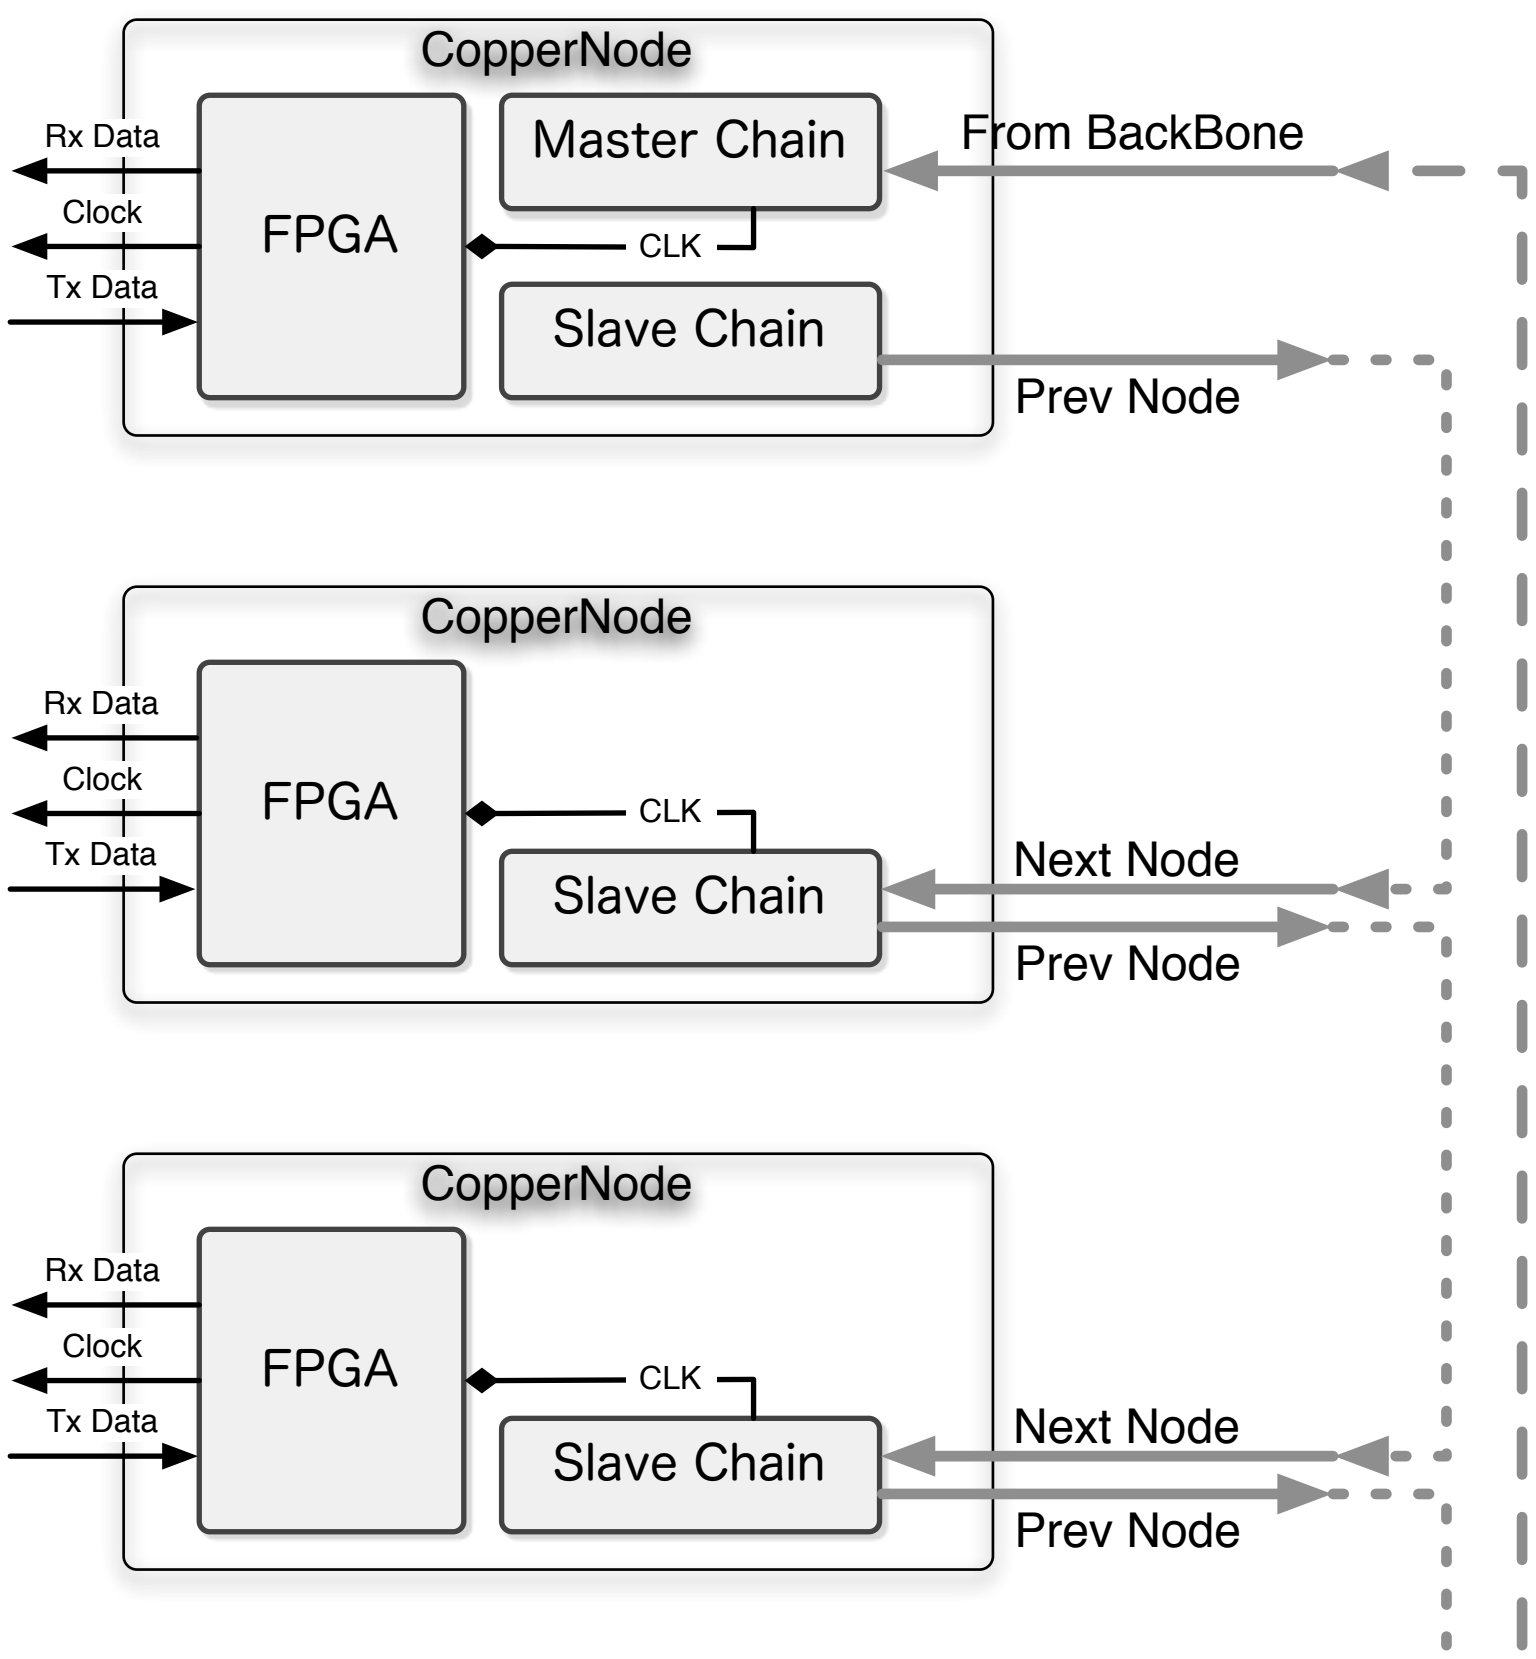 CopperNode
Rx Data
Clock
Tx Data
FPGA
Master Chain
CLK
Slave Chain
From BackBone
Prev Node
CopperNode
Rx Data
Clock
Tx Data
FPGA
CLK
Slave Chain
Next Node
Prev Node
CopperNode
Rx Data
Clock
Tx Data
FPGA
CLK
Slave Chain
Next Node
Prev Node